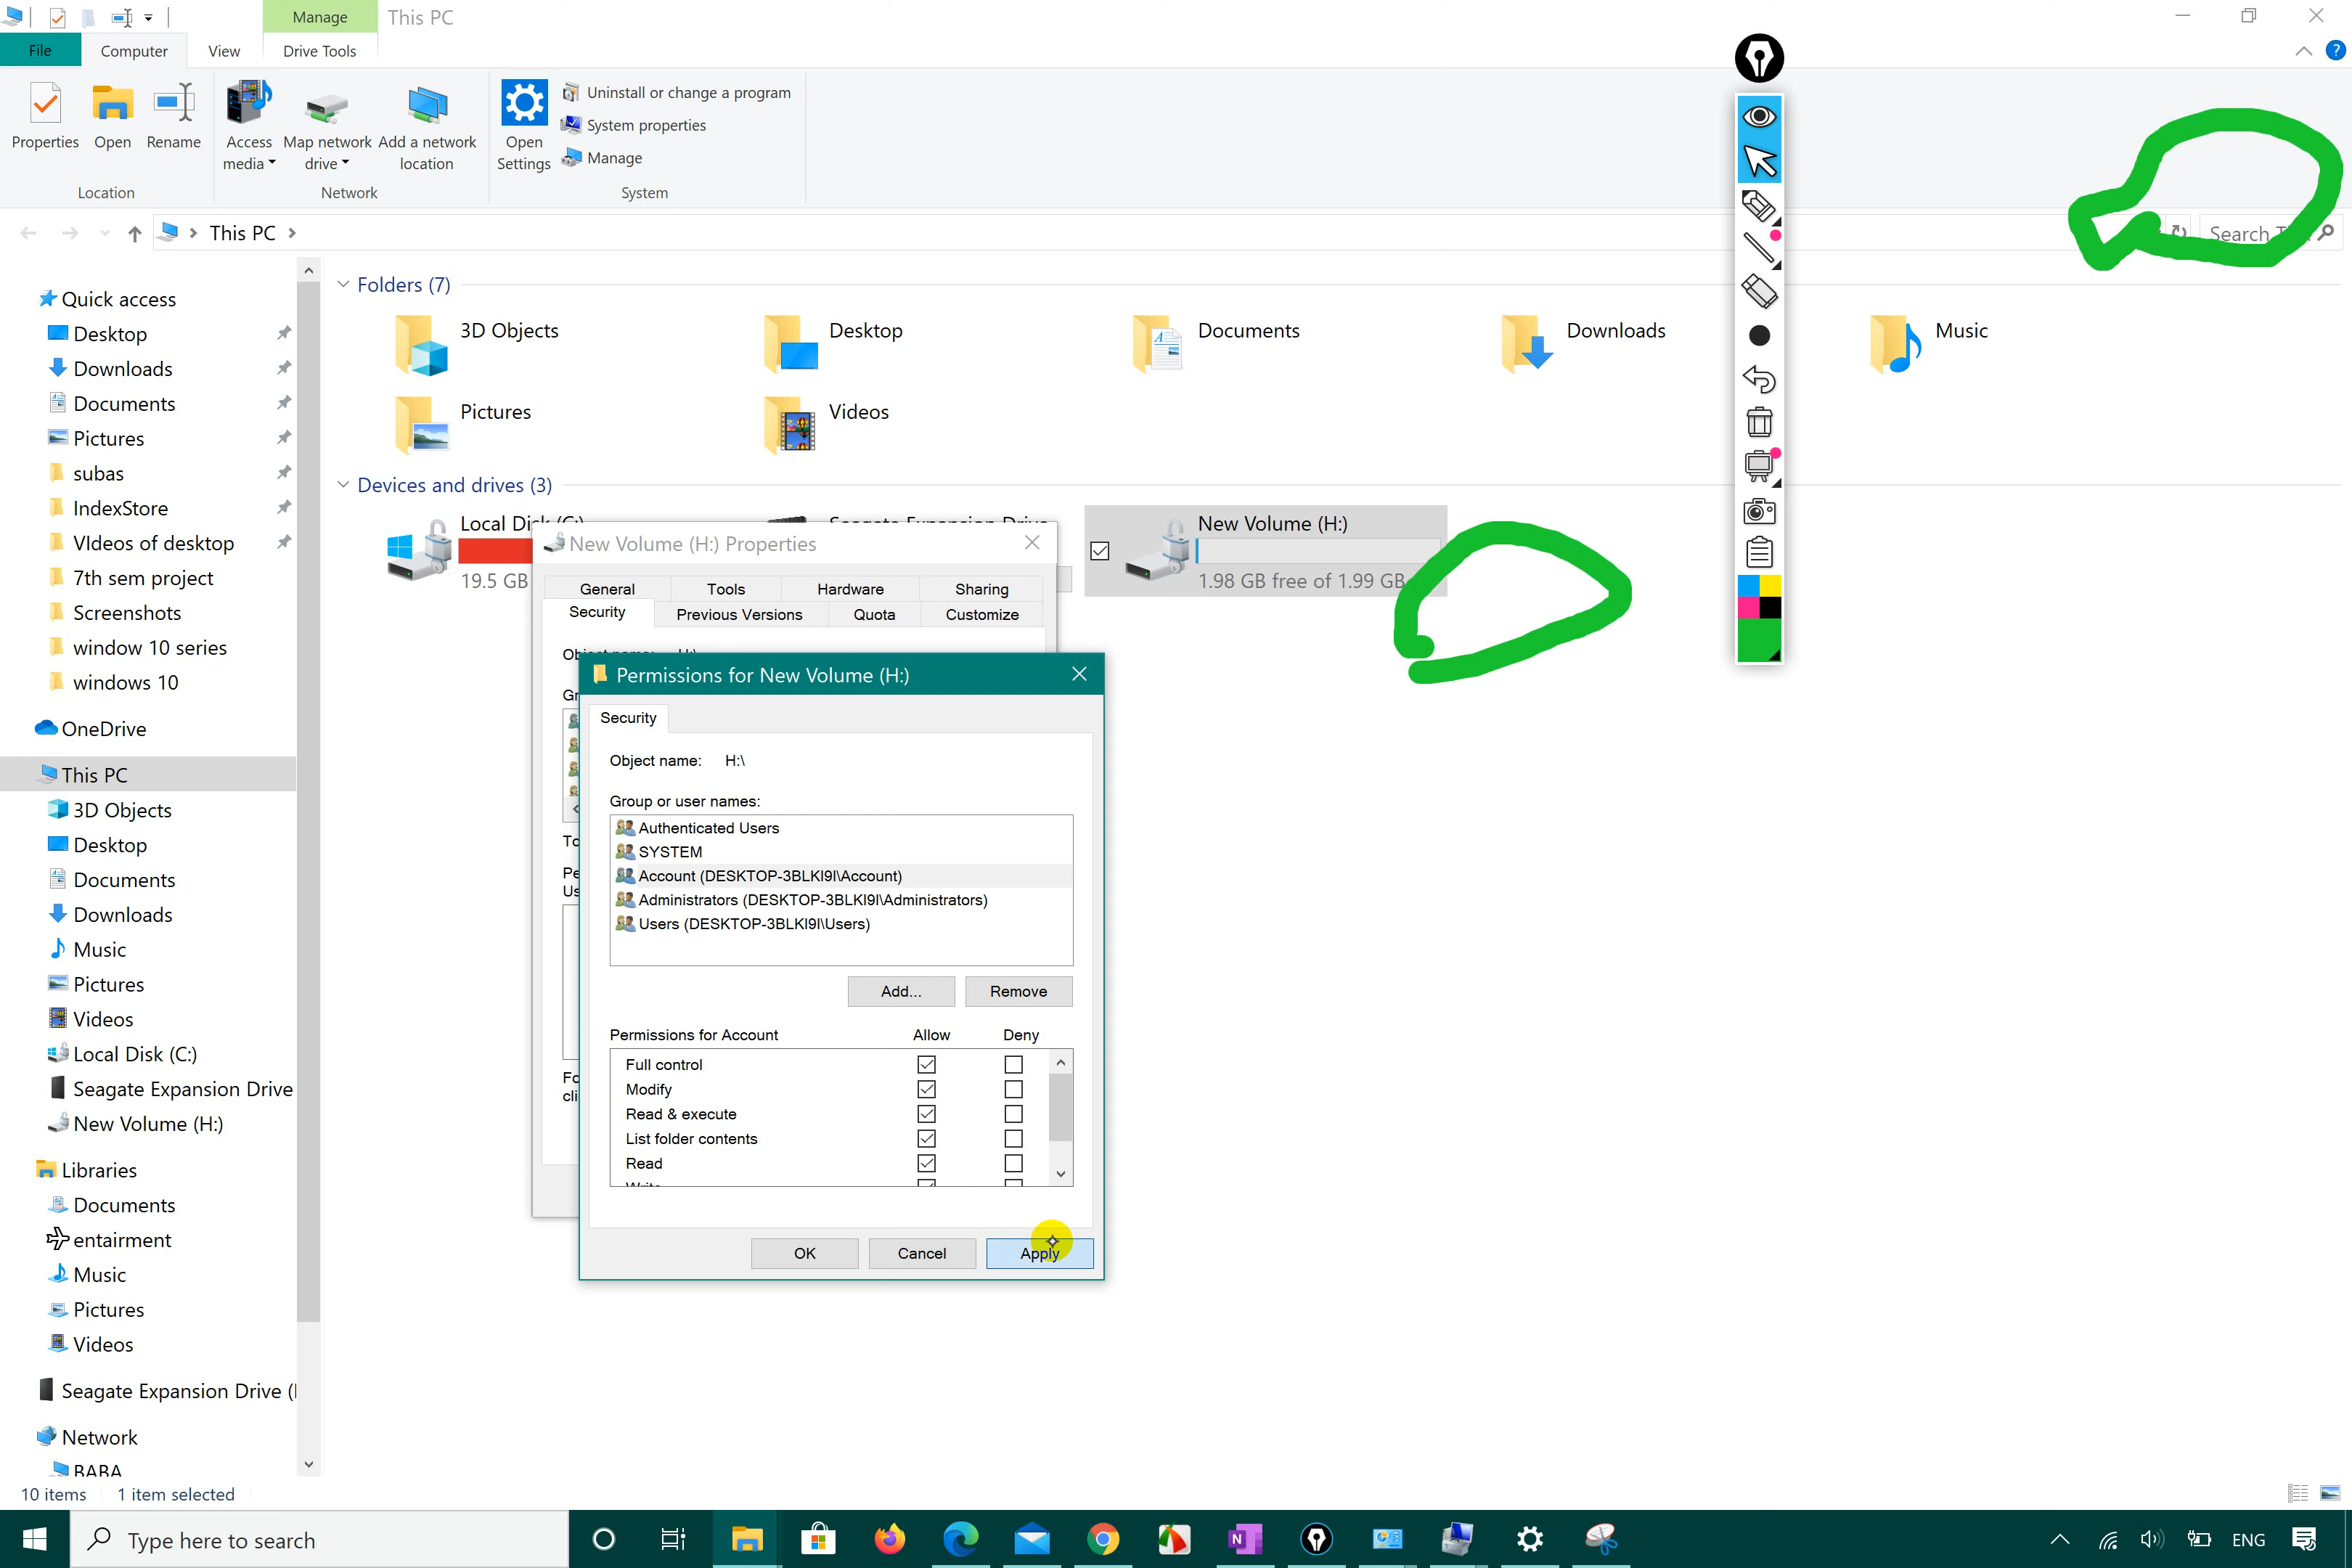 Manage
This PC
File
Computer
View
Drive Tools
Properties
Open
Rename
Access media
Map network drive
Add a network location
Open Settings
Uninstall or change a program
System properties
Manage
Location
Network
System
This PC
Search
Quick access
Desktop
Downloads
Documents
Pictures
subas
IndexStore
VIdeos of desktop
7th sem project
Screenshots
window 10 series
windows 10
OneDrive
This PC
3D Objects
Desktop
Documents
Downloads
Music
Pictures
Videos
Local Disk (C:)
Seagate Expansion Drive
New Volume (H:)
Libraries
Documents
entairment
Music
Pictures
Videos
Seagate Expansion Drive (
Network
BABA
Folders (7)
3D Objects
Desktop
Documents
Downloads
Music
Pictures
Videos
Devices and drives (3)
Local Disk (C:)
19.5 GB
Seagate Expansion Drive
New Volume (H:)
1.98 GB free of 1.99 GB
New Volume (H:) Properties
General
Tools
Hardware
Sharing
Security
Previous Versions
Quota
Customize
Permissions for New Volume (H:)
Security
Object name: H:\
Group or user names:
Authenticated Users
SYSTEM
Account (DESKTOP-3BLKI9I\Account)
Administrators (DESKTOP-3BLKI9I\Administrators)
Users (DESKTOP-3BLKI9I\Users)
Add...
Remove
Permissions for Account
Allow
Deny
Full control
Modify
Read & execute
List folder contents
Read
Write
OK
Cancel
Apply
10 items
1 item selected
Type here to search
ENG